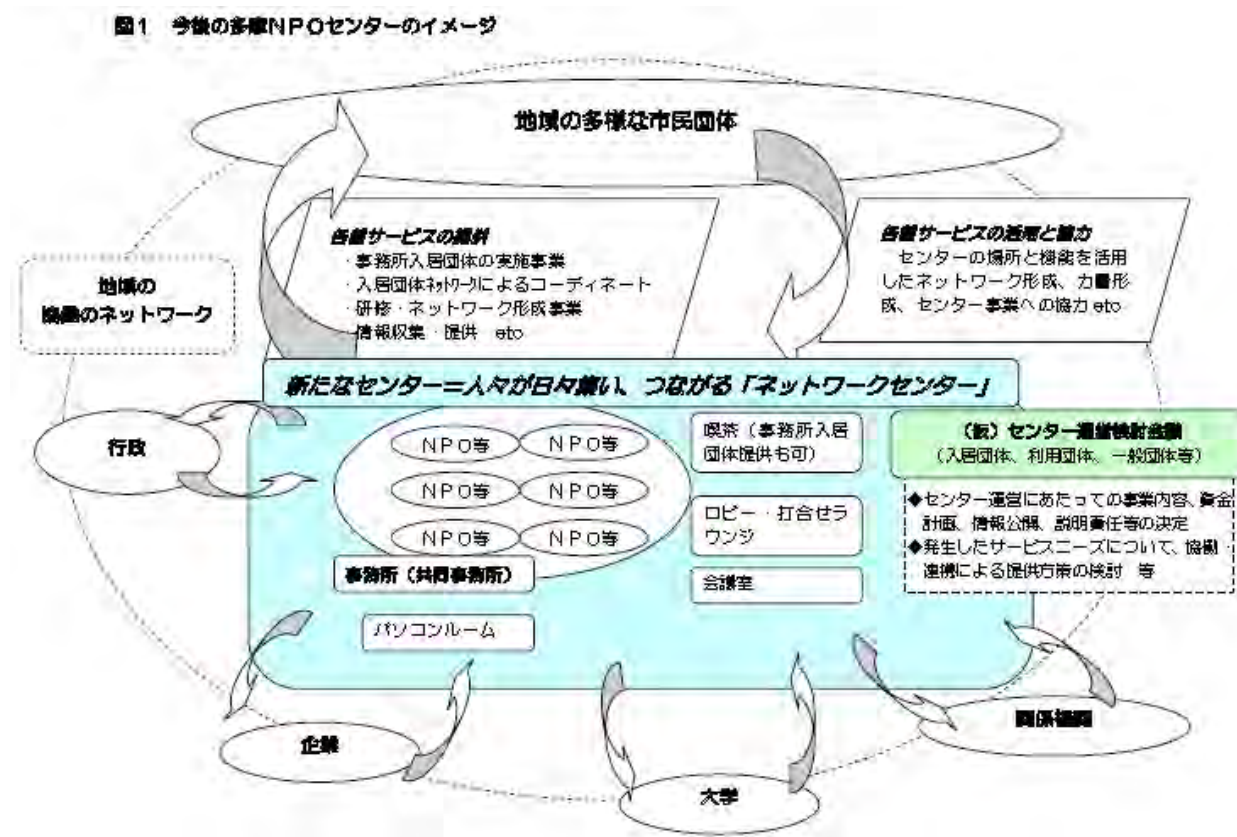 図1 今後の多摩NPOセンターのイメージ
地域の多様な市民団体
各種サービスの提供
・事務所入居団体の実施事業
・入居団体ネットワークによるコーディネート
・研修・ネットワーク形成事業
・情報収集・提供 etc
各種サービスの活用と協力
センターの場所と機能を活用
したネットワーク形成、力量形
成、センター事業への協力 etc
地域の
協働のネットワーク
新たなセンター=人々が日々集い、つながる「ネットワークセンター」
行政
NPO等
NPO等
NPO等
NPO等
NPO等
NPO等
事務所(共同事務所)
パソコンルーム
喫茶(事務所入居
団体提供も可)
ロビー・打合せラ
ウンジ
会議室
(仮)センター運営検討会議
(入居団体、利用団体、一般団体等)
◆センター運営にあたっての事業内容、資金
計画、情報公開、説明責任等の決定
◆発生したサービスニーズについて、協働・
連携による提供方策の検討 等
企業
大学
関係機関